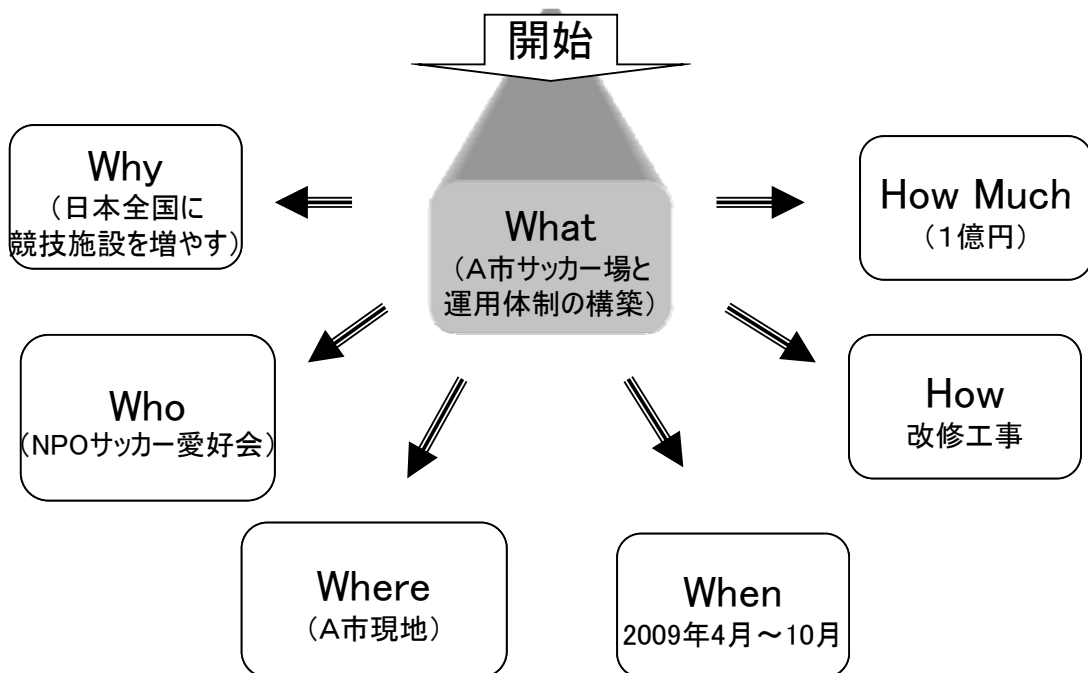 開始
Why
（日本全国に
競技施設を増やす）
What
（A市サッカー場と
運用体制の構築）
How Much
（１億円）
Who
（NPOサッカー愛好会）
How
改修工事
Where
（A市現地）
When
2009年4月～10月